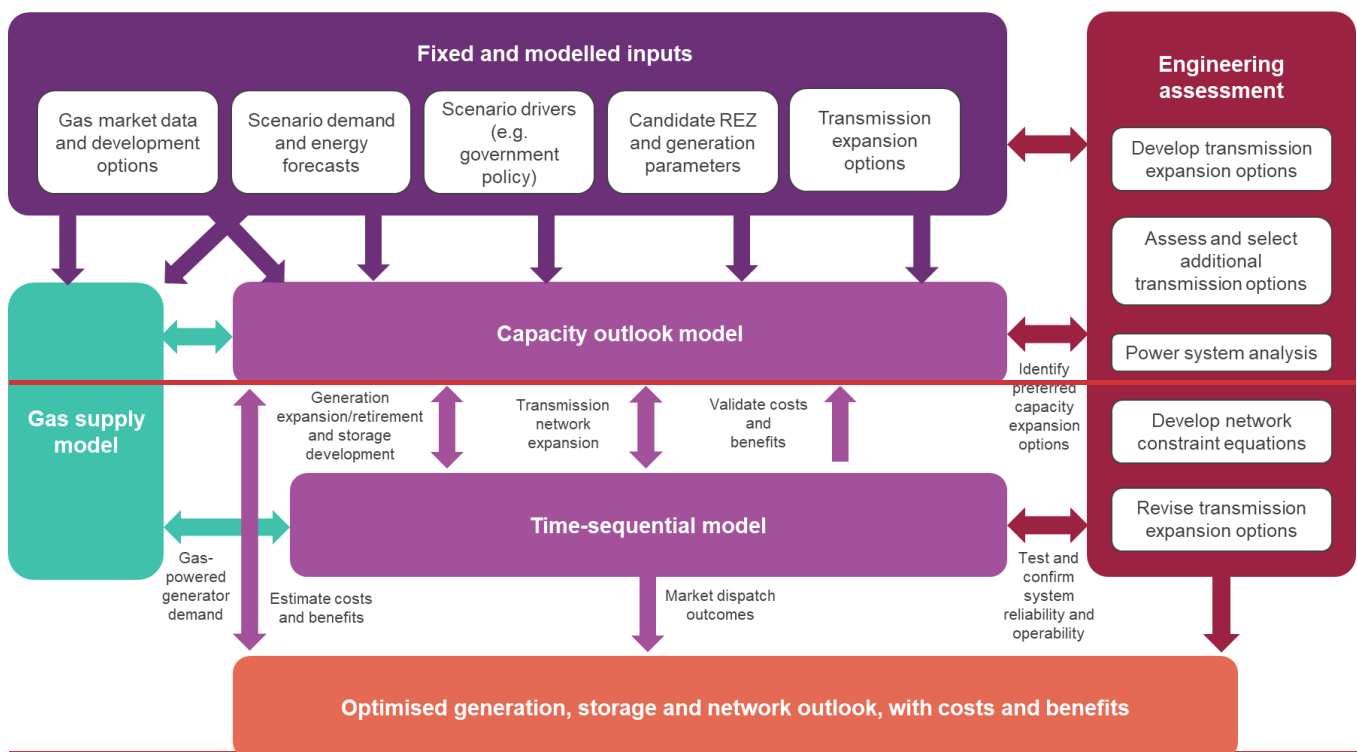 Fixed and modelled inputs
Gas market data
and development
options
Scenario demand
and energy
forecasts
Scenario drivers
(e.g.
government
policy)
Candidate REZ
and generation
parameters
Transmission
expansion
options
Engineering
assessment
Develop transmission
expansion options
Assess and select
additional
transmission options
Power system analysis
Develop network
constraint equations
Revise transmission
expansion options
Capacity outlook model
Gas supply
model
Generation
expansion/retirement
and storage
development
Transmission
network
expansion
Validate costs
and
benefits
Identify
preferred
capacity
expansion
options
Time-sequential model
Gas-
powered
generator
demand
Estimate costs
and benefits
Market dispatch
outcomes
Test and
confirm
system
reliability and
operability
Optimised generation, storage and network outlook, with costs and benefits